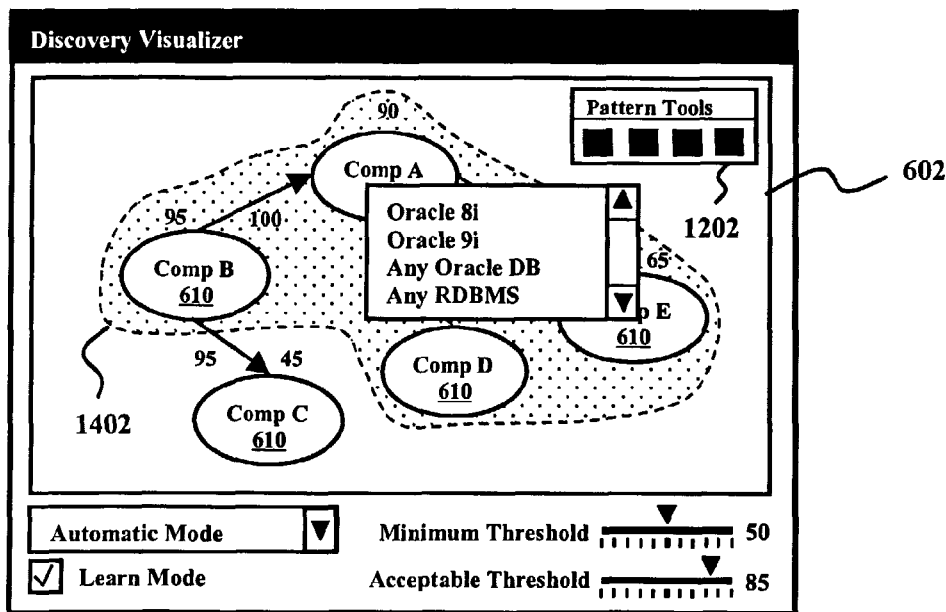 Discovery Visualizer
90
Pattern Tools
Comp A
602
1202
Oracle 8i
Oracle 9i
Any Oracle DB
Any RDBMS
95
100
65
Comp B
610
p E
610
95
45
Comp D
610
1402
Comp C
610
Automatic Mode
Minimum Threshold
50
Learn Mode
Acceptable Threshold
85